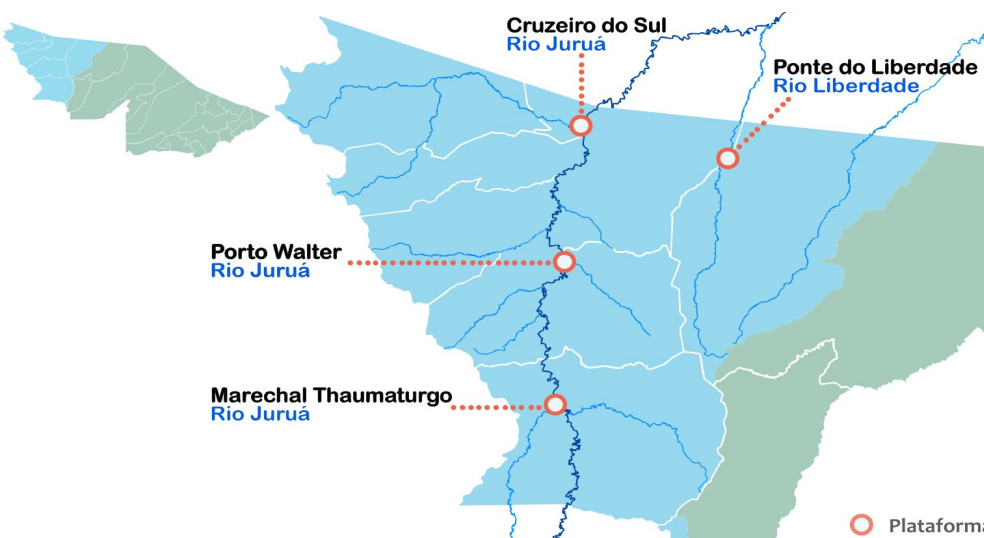 Cruzeiro do Sul
Rio Juruá
Ponte do Liberdade
Rio Liberdade
Porto Walter
Rio Juruá
Marechal Thaumaturgo
Rio Juruá
Plataforma